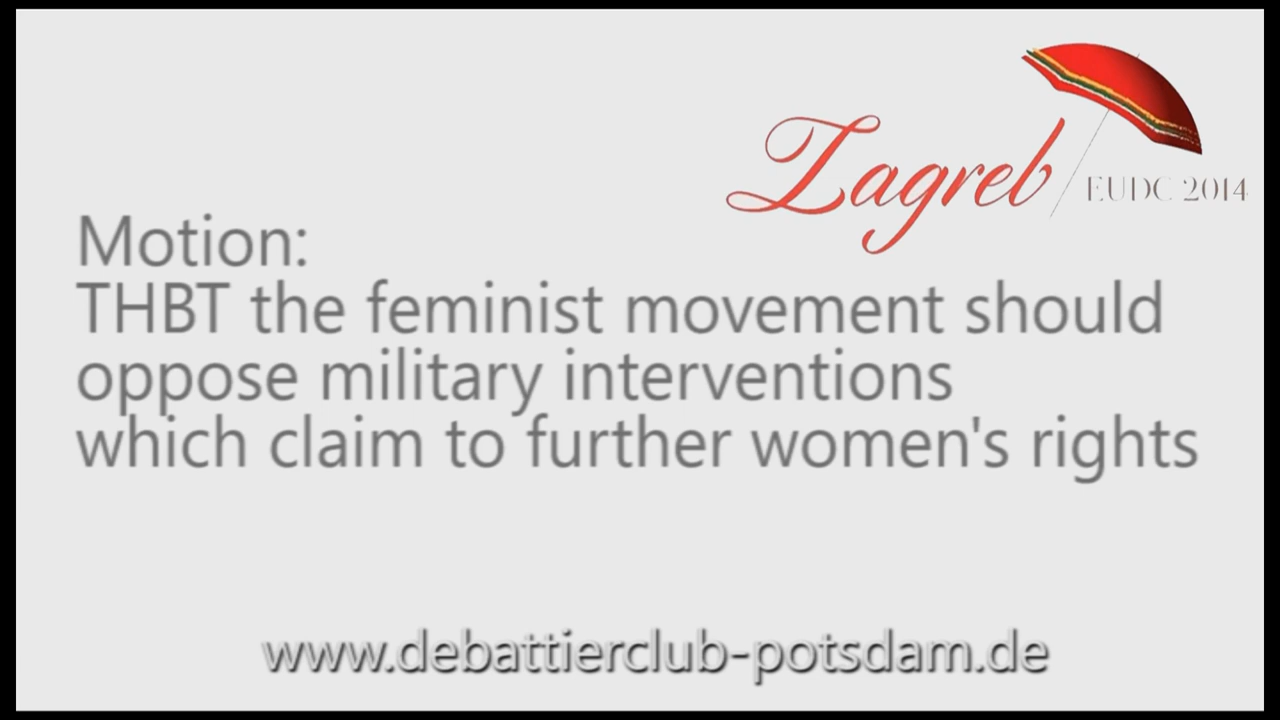 Zagreb
EUDC 2014
Motion:
THBT the feminist movement should
oppose military interventions
which claim to further women's rights
www.debattierclub-potsdam.de